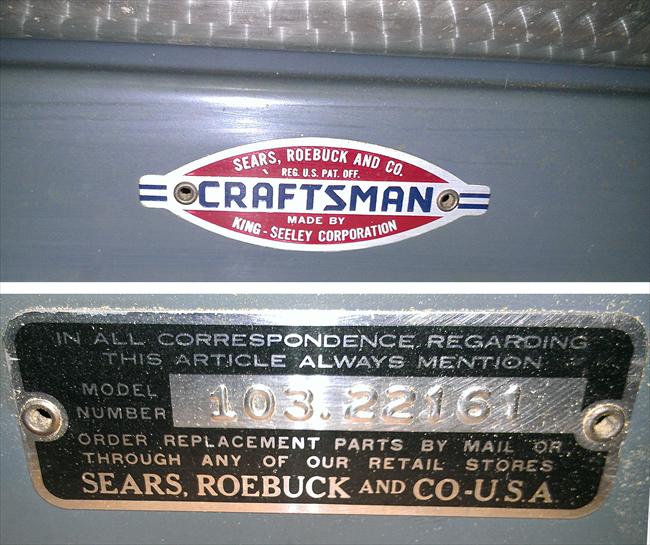 SEARS, ROEBUCK AND CO.
REG. U.S. PAT. OFF.
CRAFTSMAN
MADE BY
KING-SEELEY CORPORATION
IN ALL CORRESPONDENCE REGARDING
THIS ARTICLE ALWAYS MENTION
MODEL
NUMBER 103.22161
ORDER REPLACEMENT PARTS BY MAIL OR
THROUGH ANY OF OUR RETAIL STORES
SEARS, ROEBUCK AND CO-U.S.A